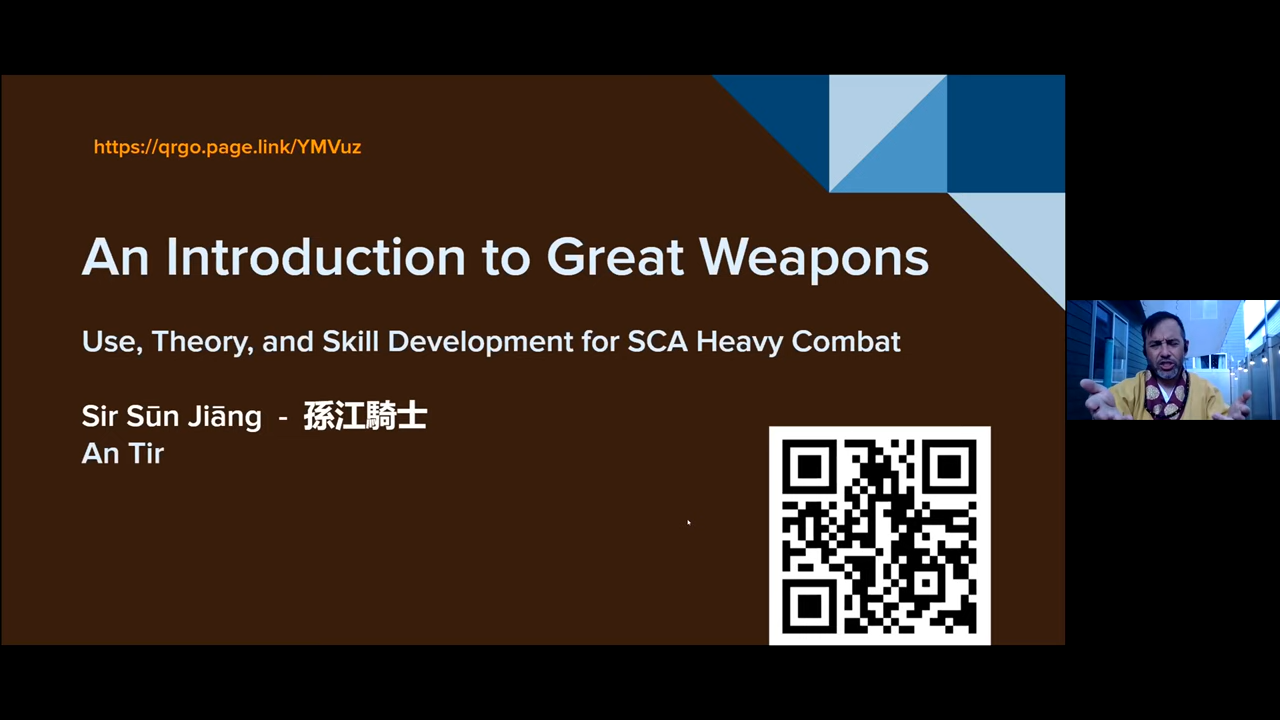 https://qrgo.page.link/YMVuz
An Introduction to Great Weapons
Use, Theory, and Skill Development for SCA Heavy Combat
Sir Sūn Jiāng - 孫江騎士
An Tir